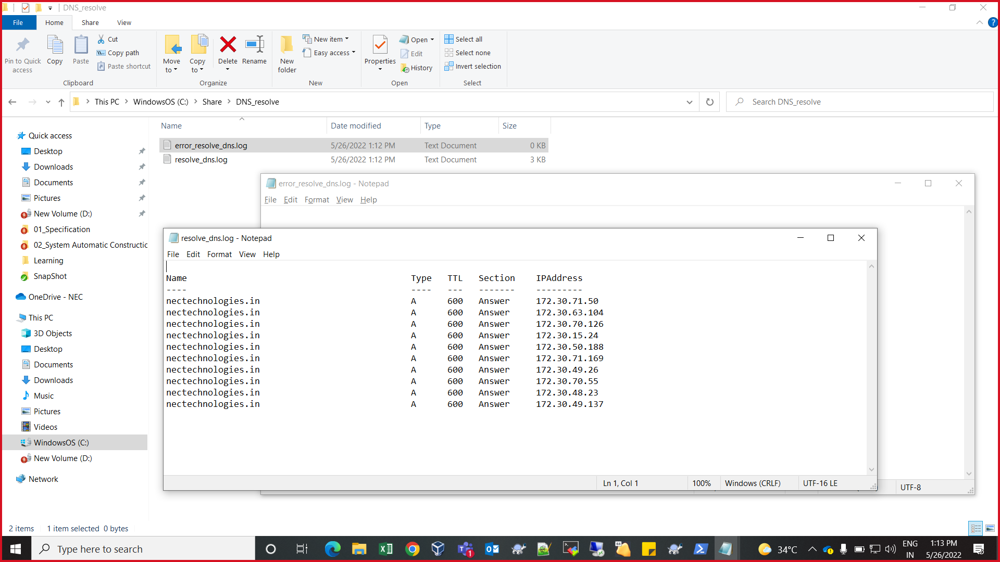 DNS_resolve
File Home Share View
Pin to Quick access
Copy
Paste
Cut
Copy path
Paste shortcut
Clipboard
Move to
Copy to
Delete
Rename
Organize
New folder
New item
Easy access
New
Properties
Open
Edit
History
Open
Select all
Select none
Invert selection
Select
This PC > WindowsOS (C:) > Share > DNS_resolve
Search DNS_resolve
Name Date modified Type Size
error_resolve_dns.log 5/26/2022 1:12 PM Text Document 0 KB
resolve_dns.log 5/26/2022 1:12 PM Text Document 3 KB
Quick access
Desktop
Downloads
Documents
Pictures
New Volume (D:)
01_Specification
02_System Automatic Constructic
Learning
SnapShot
OneDrive - NEC
This PC
3D Objects
Desktop
Documents
Downloads
Music
Pictures
Videos
WindowsOS (C:)
New Volume (D:)
Network
error_resolve_dns.log - Notepad
File Edit Format View Help
UTF-8
resolve_dns.log - Notepad
File Edit Format View Help
Name Type TTL Section IPAddress
---- ---- --- ------- ---------
nectechnologies.in A 600 Answer 172.30.71.50
nectechnologies.in A 600 Answer 172.30.63.104
nectechnologies.in A 600 Answer 172.30.70.126
nectechnologies.in A 600 Answer 172.30.15.24
nectechnologies.in A 600 Answer 172.30.50.188
nectechnologies.in A 600 Answer 172.30.71.169
nectechnologies.in A 600 Answer 172.30.49.26
nectechnologies.in A 600 Answer 172.30.70.55
nectechnologies.in A 600 Answer 172.30.48.23
nectechnologies.in A 600 Answer 172.30.49.137
Ln 1, Col 1 100% Windows (CRLF) UTF-16 LE
2 items 1 item selected 0 bytes
Type here to search
34°C
ENG
IN
1:13 PM
5/26/2022